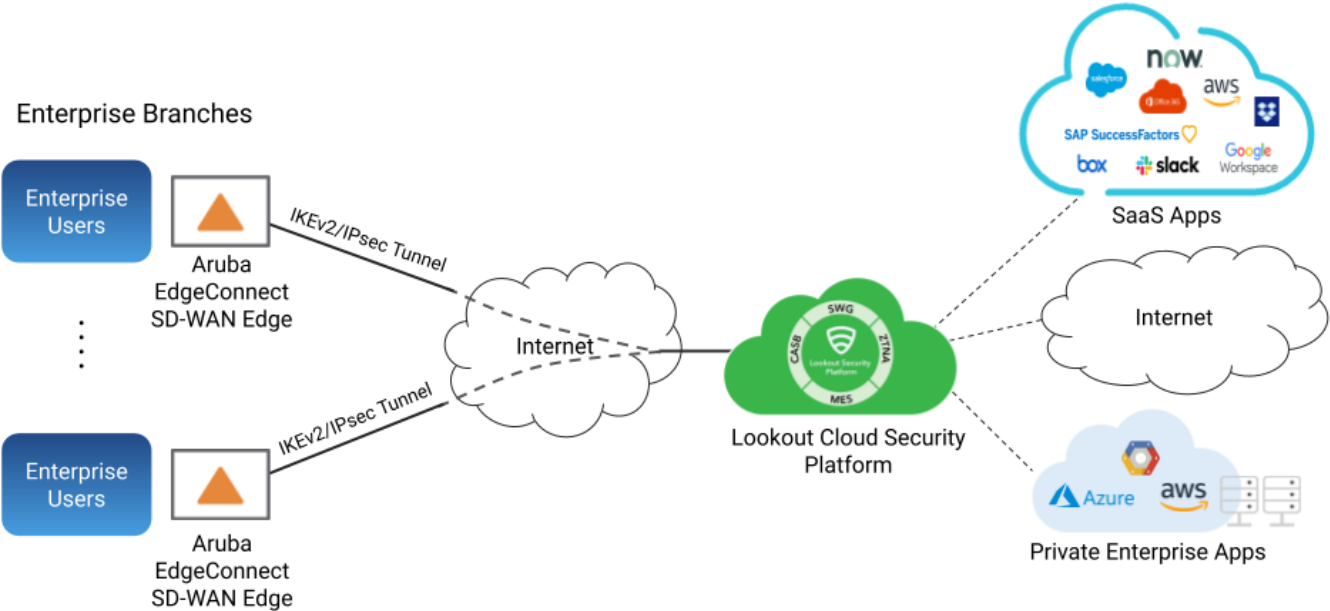 Enterprise Branches
Enterprise
Users
Aruba
EdgeConnect
SD-WAN Edge
IKEv2/IPsec Tunnel
Enterprise
Users
Aruba
EdgeConnect
SD-WAN Edge
IKEv2/IPsec Tunnel
Internet
SWG
CASB
ZTNA
MES
Lookout Security
Platform
Lookout Cloud Security
Platform
now
salesforce
Office 365
aws
SAP SuccessFactors
box
slack
Google
Workspace
SaaS Apps
Internet
Azure
aws
Private Enterprise Apps